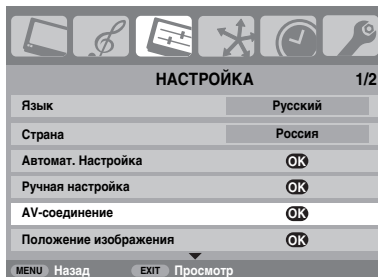 НАСТРОЙКА 1/2
Язык Русский
Страна Россия
Автомат. Настройка OK
Ручная настройка OK
AV-соединение OK
Положение изображения OK
MENU Назад EXIT Просмотр